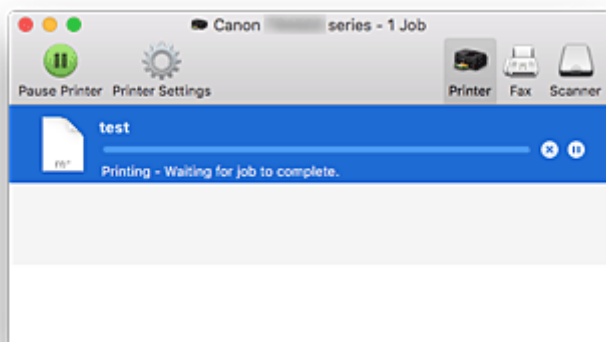 Canon series - 1 Job
Pause Printer Printer Settings Printer Fax Scanner
test
Printing - Waiting for job to complete.